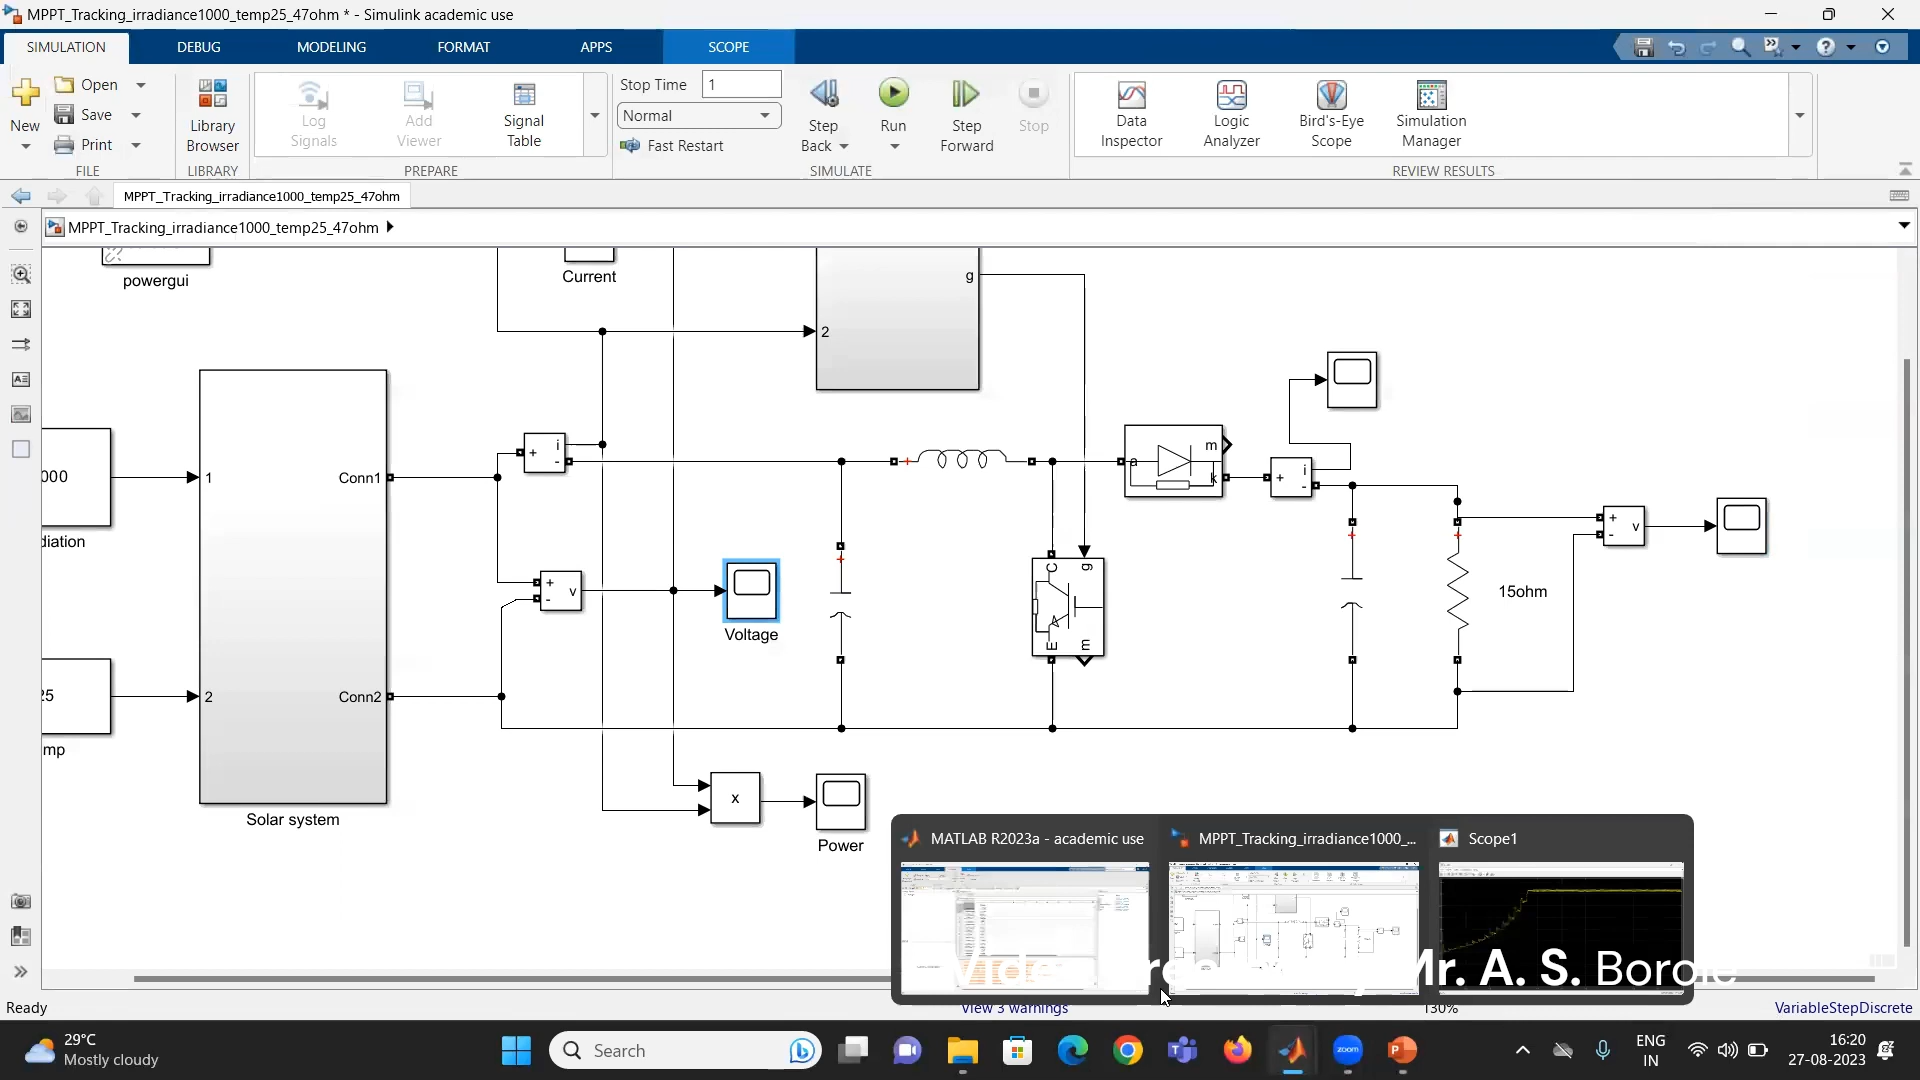 MPPT_Tracking_irradiance1000_temp25_47ohm * - Simulink academic use
SIMULATION DEBUG MODELING FORMAT APPS SCOPE
New
Open
Save
Print
FILE
Library Browser
LIBRARY
Log Signals
Add Viewer
Signal Table
PREPARE
Stop Time 1
Normal
Fast Restart
Step Back
Run
Step Forward
Stop
SIMULATE
Data Inspector
Logic Analyzer
Bird's-Eye Scope
Simulation Manager
REVIEW RESULTS
MPPT_Tracking_irradiance1000_temp25_47ohm
MPPT_Tracking_irradiance1000_temp25_47ohm
powergui
Current
g
2
000
diation
25
mp
1
2
Conn1
Conn2
Solar system
+ i -
+ v -
Voltage
x
Power
a m k
C g E m
+ i -
15ohm
+ v -
MATLAB R2023a - academic use
MPPT_Tracking_irradiance1000_...
Scope1
Mr. A. S. Borole
Ready
View 3 warnings
130%
VariableStepDiscrete
29°C
Mostly cloudy
Search
zoom
ENG
IN
16:20
27-08-2023